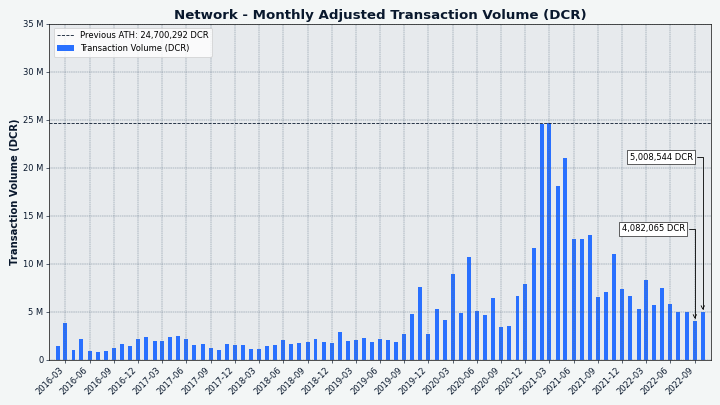 Network - Monthly Adjusted Transaction Volume (DCR)
Previous ATH: 24,700,292 DCR
Transaction Volume (DCR)
Transaction Volume (DCR)
35 M
30 M
25 M
20 M
15 M
10 M
5 M
0
5,008,544 DCR
4,082,065 DCR
2016-03
2016-06
2016-09
2016-12
2017-03
2017-06
2017-09
2017-12
2018-03
2018-06
2018-09
2018-12
2019-03
2019-06
2019-09
2019-12
2020-03
2020-06
2020-09
2020-12
2021-03
2021-06
2021-09
2021-12
2022-03
2022-06
2022-09